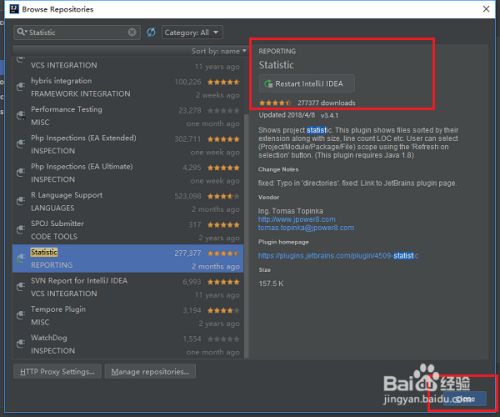 Browse Repositories
Statistic
Category: All
Sort by: name
VCS INTEGRATION 11 years ago
hybris integration 100,226
FRAMEWORK INTEGRATION 2 weeks ago
Performance Testing 23,278
MISC one month ago
Php Inspections (EA Extended) 302,711
INSPECTION one week ago
Php Inspections (EA Ultimate) 4,295
INSPECTION one week ago
R Language Support 523,098
LANGUAGES 2 months ago
SPOJ Submitter 317
CODE TOOLS 2 years ago
Statistic 277,377
REPORTING 2 months ago
SVN Report for IntelliJ IDEA 6,993
VCS INTEGRATION 11 years ago
Tempore Plugin 3,194
MISC 2 years ago
WatchDog 1,554
INSPECTION one month ago
HTTP Proxy Settings...
Manage repositories...
REPORTING
Statistic
Restart IntelliJ IDEA
277377 downloads
Updated 2018/4/8 v3.4.1
Shows project statistic. This plugin shows files sorted by their
extension along with size, line count LOC etc. User can select
(Project/Module/Package/File) scope using the 'Refresh on
selection' button. (This plugin requires Java 1.8)
Change Notes
fixed: Typo in 'directories'. fixed: Link to JetBrains plugin page.
Vendor
Ing. Tomas Topinka
http://www.jpower8.com
tomas.topinka@jpower8.com
Plugin homepage
https://plugins.jetbrains.com/plugin/4509-statistic
Size
157.5 K
Baidu经验
jingyan.baidu.com
Close